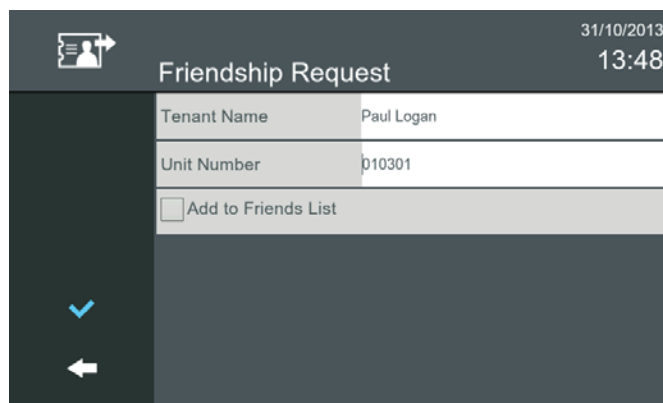 31/10/2013
13:48
Friendship Request
Tenant Name Paul Logan
Unit Number 010301
Add to Friends List